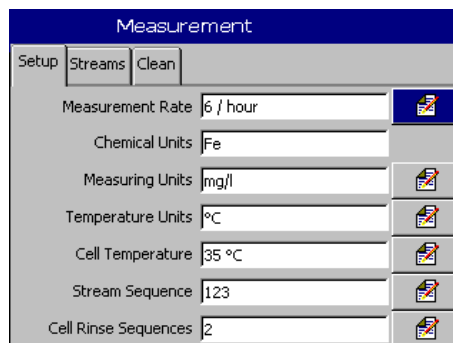 Measurement
Setup Streams Clean
Measurement Rate 6 / hour
Chemical Units Fe
Measuring Units mg/l
Temperature Units °C
Cell Temperature 35 °C
Stream Sequence 123
Cell Rinse Sequences 2